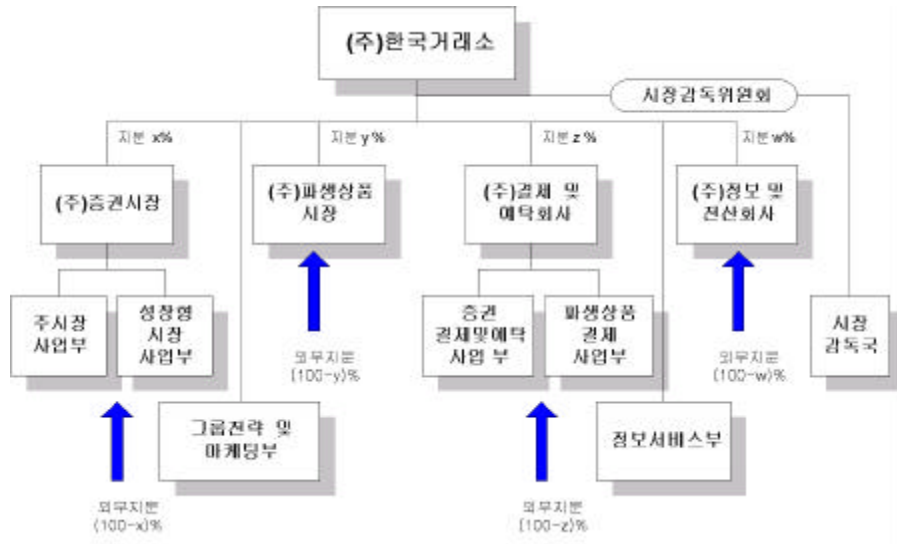 (주)한국거래소
시장감독위원회
지분 x%
지분 y %
지분 z %
지분 w%
(주)증권시장
(주)파생상품
시장
(주)결제 및
예탁회사
(주)정보 및
전산회사
주시장
사업부
성장형
시장
사업부
증권
결제및예탁
사업 부
파생상품
결제
사업부
시장
감독국
외부지분
(100-y)%
외부지분
(100-w)%
그룹전략 및
마케팅부
정보서비스부
외부지분
(100-x)%
외부지분
(100-z)%